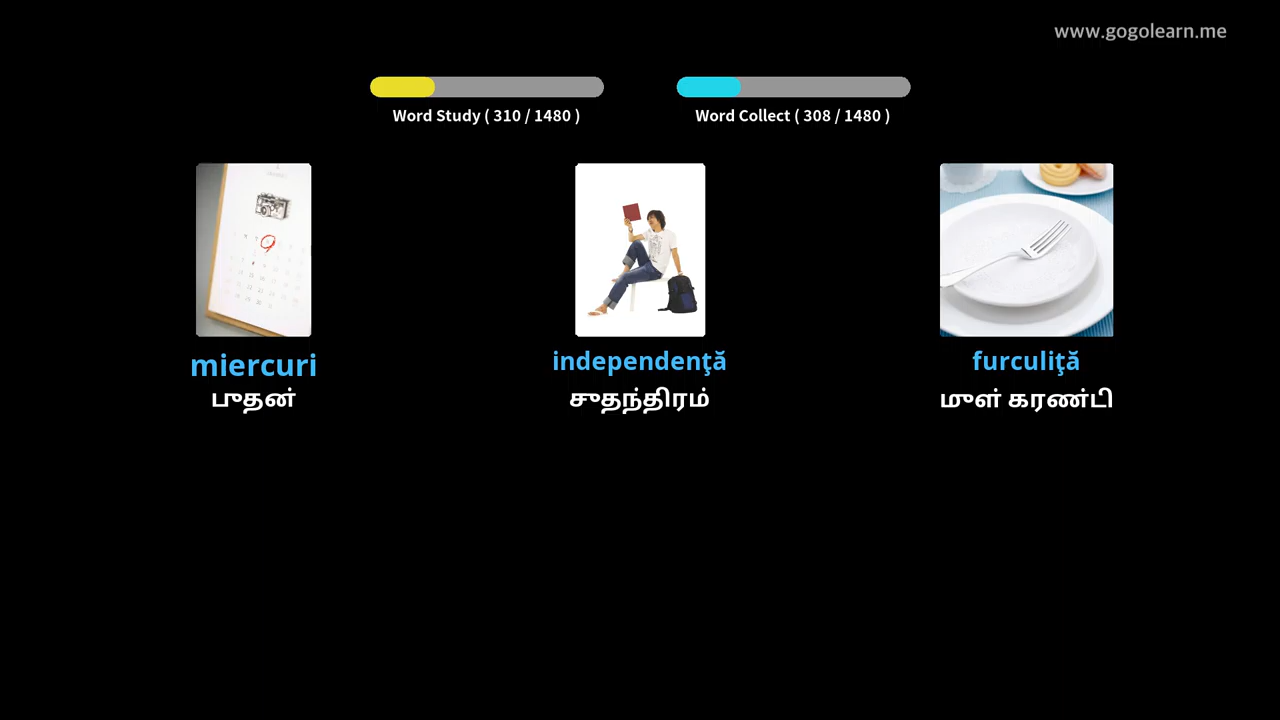 www.gogolearn.me
Word Study ( 310 / 1480 )
Word Collect ( 308 / 1480 )
miercuri
புதன்
independenţă
சுதந்திரம்
furculiţă
முள் கரண்டி